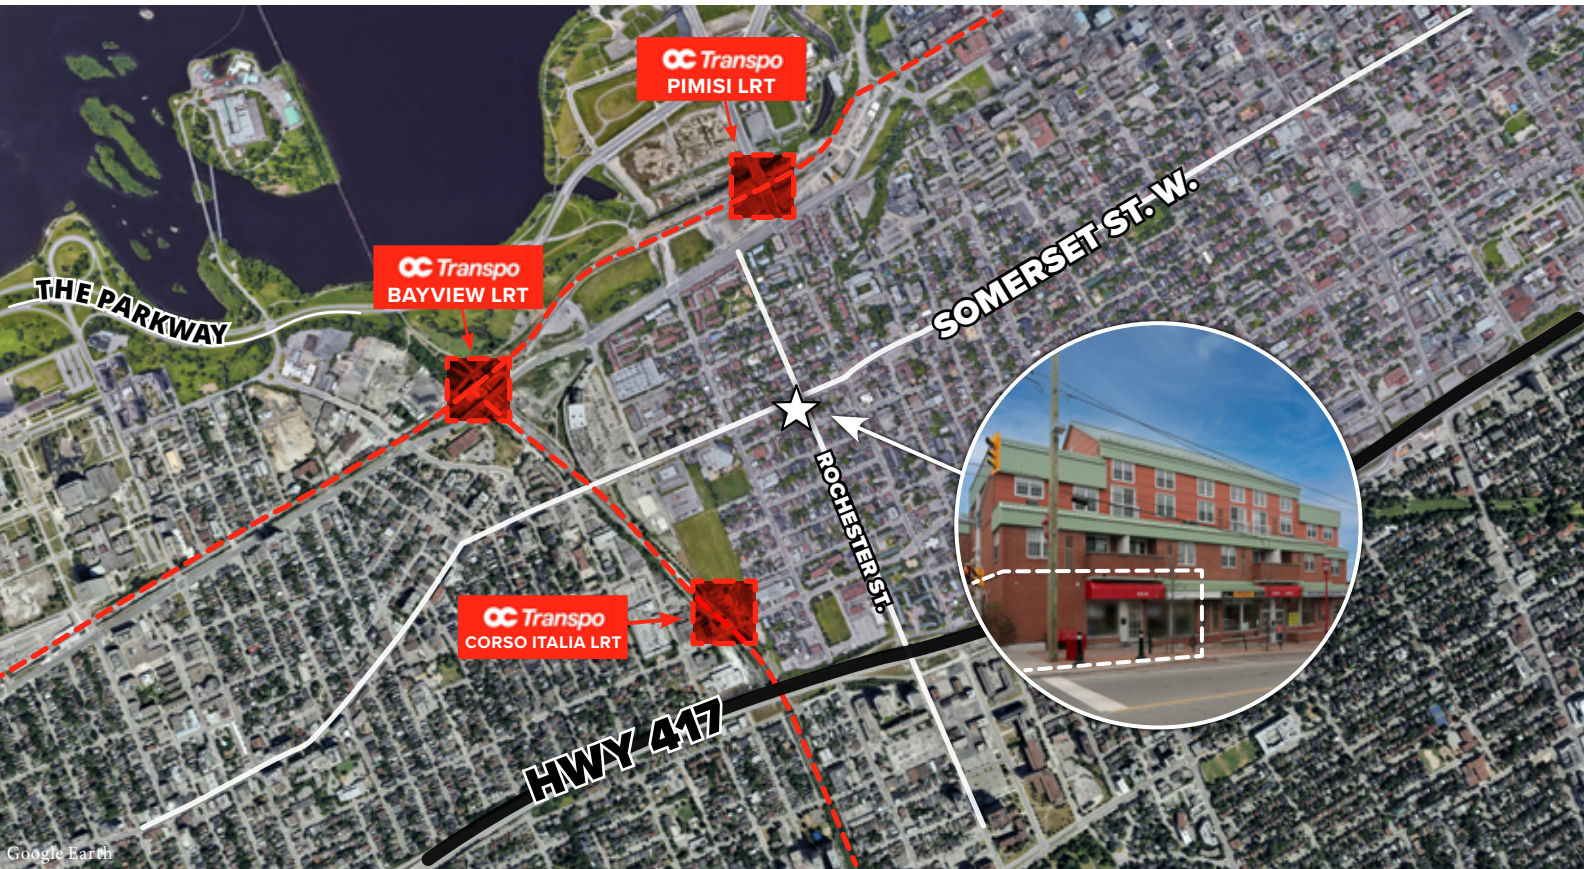 OC Transpo
PIMISI LRT
SOMERSET ST. W.
OC Transpo
BAYVIEW LRT
THE PARKWAY
ROCHESTER ST.
OC Transpo
CORSO ITALIA LRT
HWY 417
Google Earth